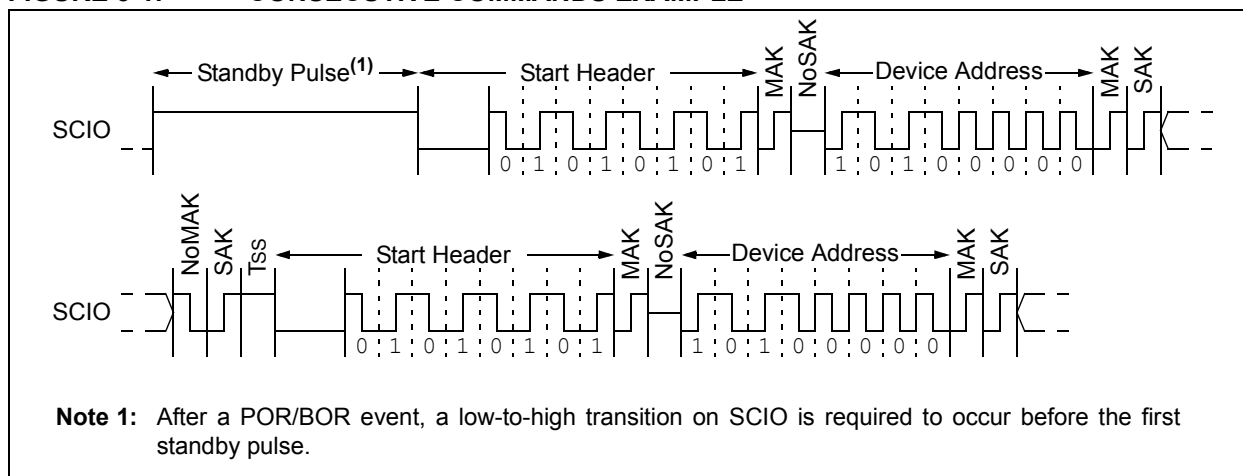 Standby Pulse(1) Start Header MAK NoSAK Device Address MAK SAK
SCIO
0 1 0 1 0 1 0 1 1 0 1 0 0 0 0 0
NoMAK SAK TSS Start Header MAK NoSAK Device Address MAK SAK
SCIO
0 1 0 1 0 1 0 1 1 0 1 0 0 0 0 0
Note 1: After a POR/BOR event, a low-to-high transition on SCIO is required to occur before the first
standby pulse.